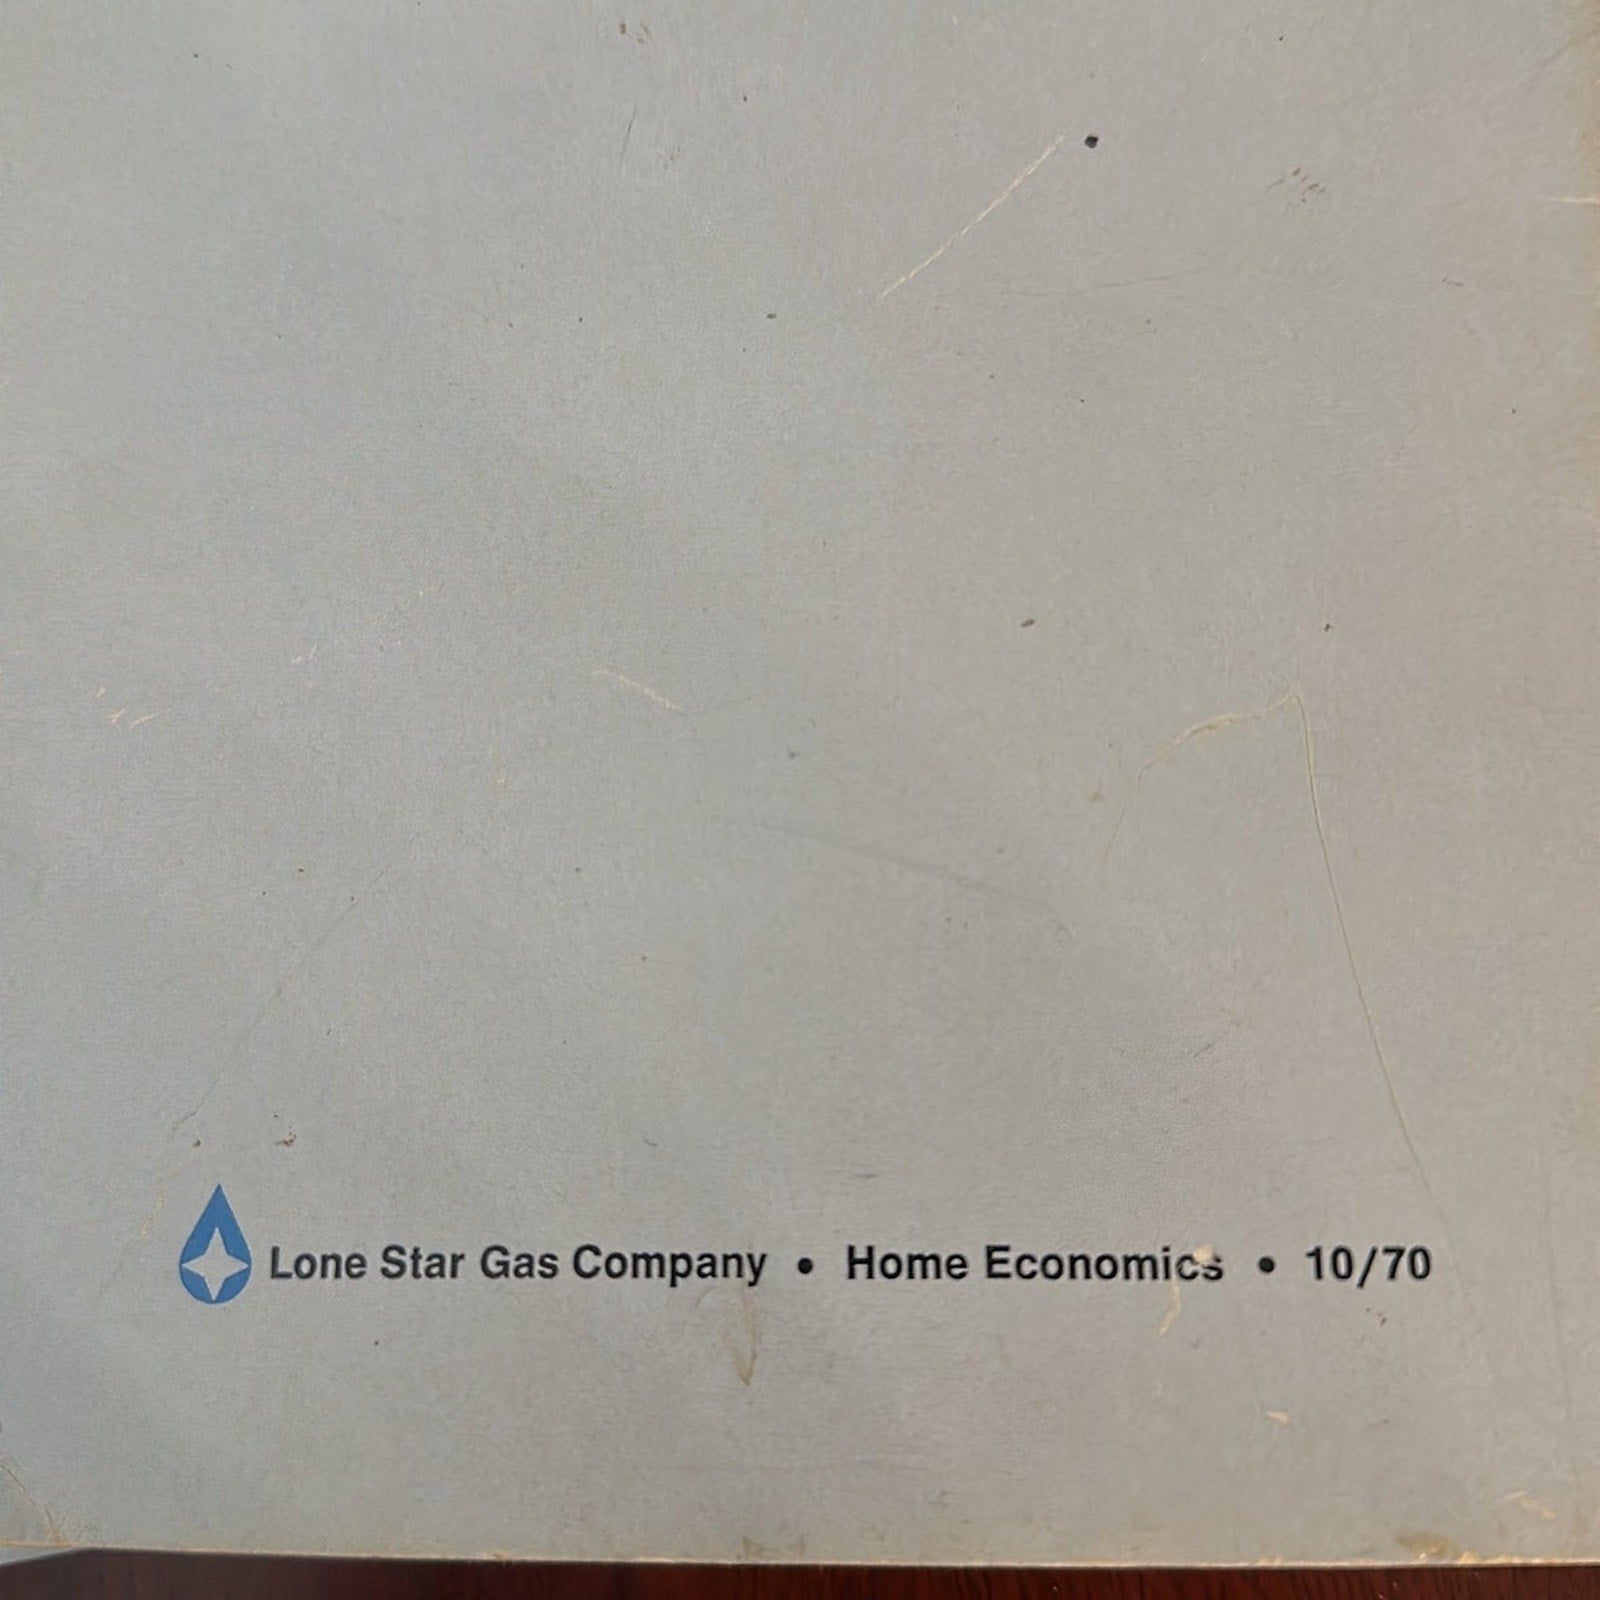 Lone Star Gas Company • Home Economics • 10/70